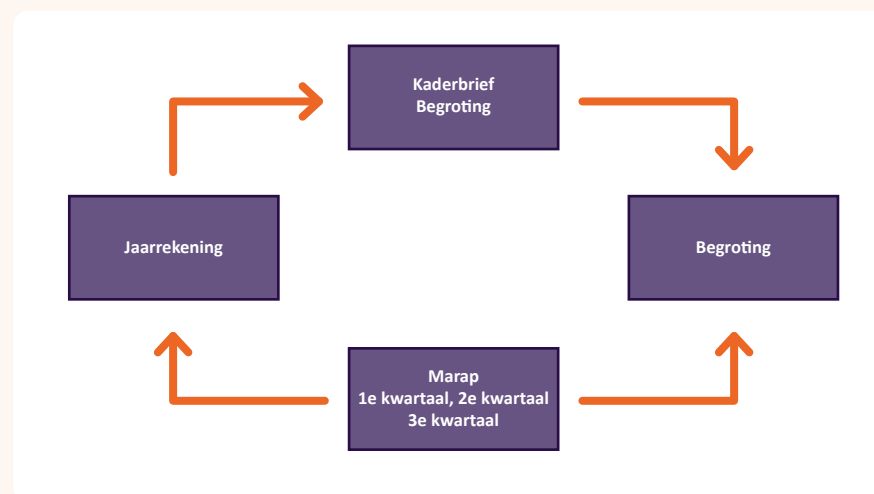 Kaderbrief
Begroting
Jaarrekening
Begroting
Marap
1e kwartaal, 2e kwartaal
3e kwartaal